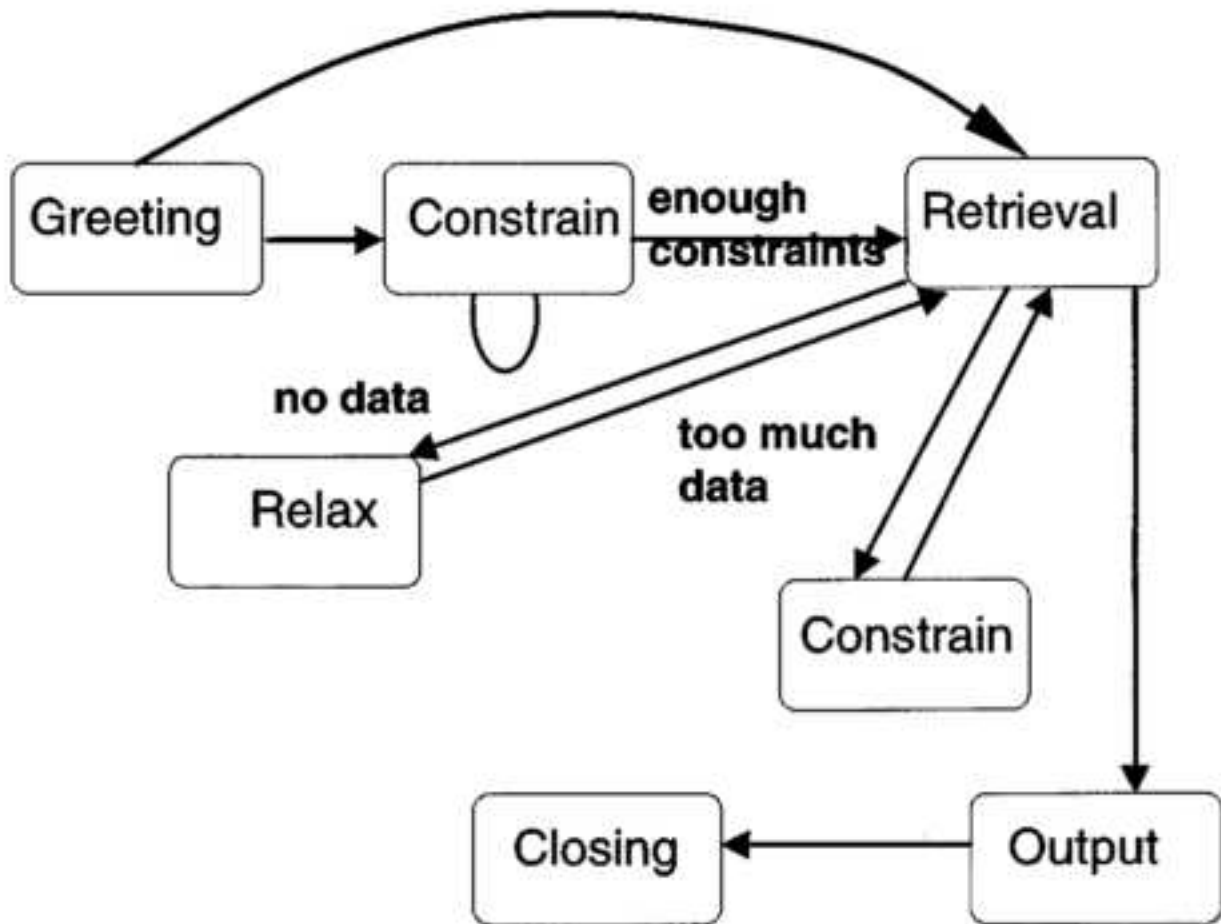 Greeting
Constrain
enough
constraints
Retrieval
no data
too much
data
Relax
Constrain
Closing
Output